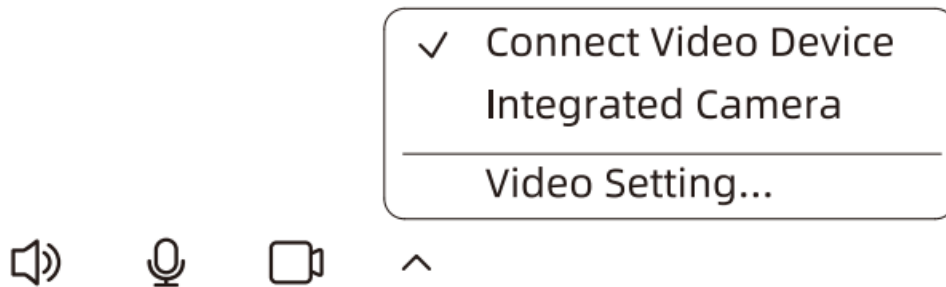 Connect Video Device
Integrated Camera
Video Setting...